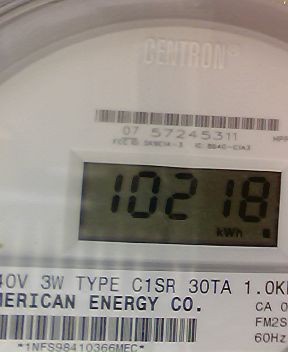 CENTRON®
07 57245311
10218
kWh
40V 3W TYPE C1SR 30TA 1.0K
MERICAN ENERGY CO.
CA 0
FM2S
60Hz
*1NFS98410366MEC*